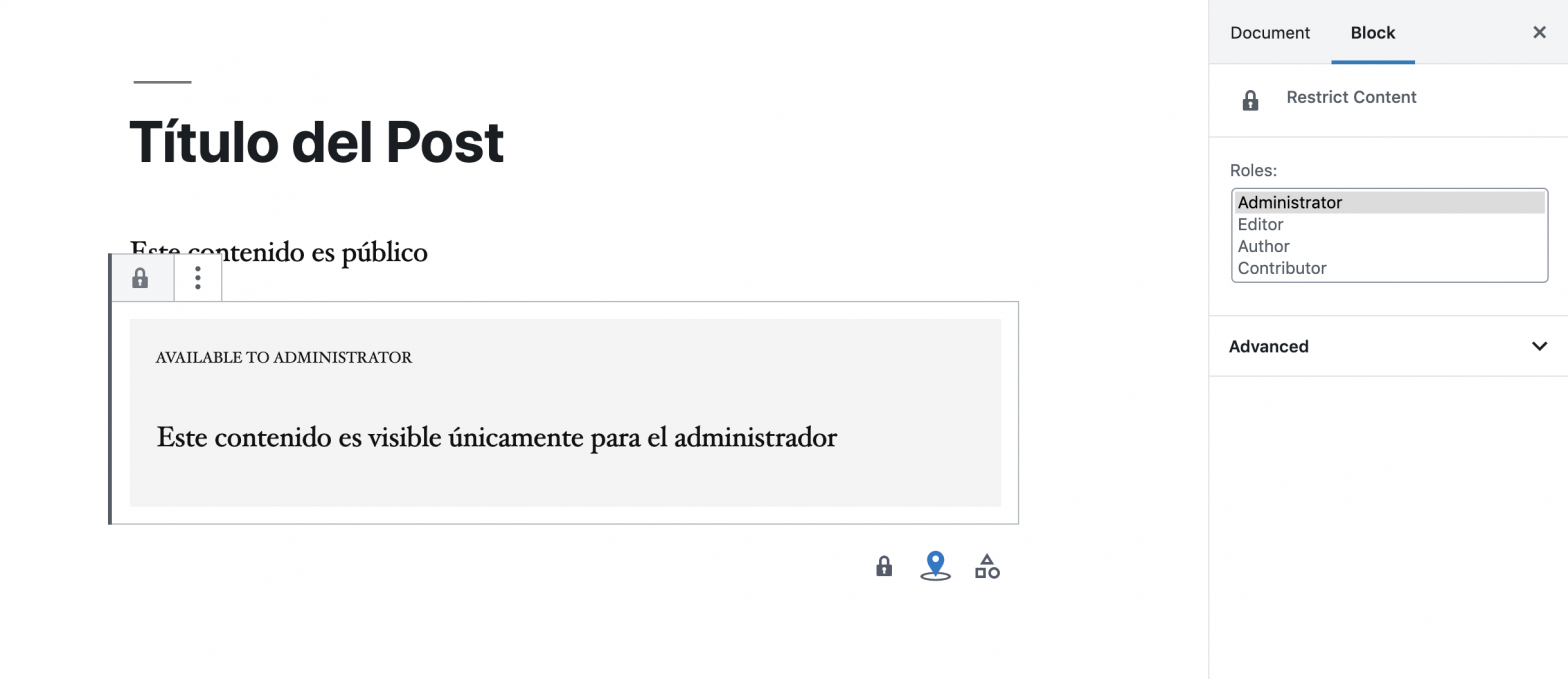 Título del Post
Este contenido es público
AVAILABLE TO ADMINISTRATOR
Este contenido es visible únicamente para el administrador
Document
Block
Restrict Content
Roles:
Administrator
Editor
Author
Contributor
Advanced